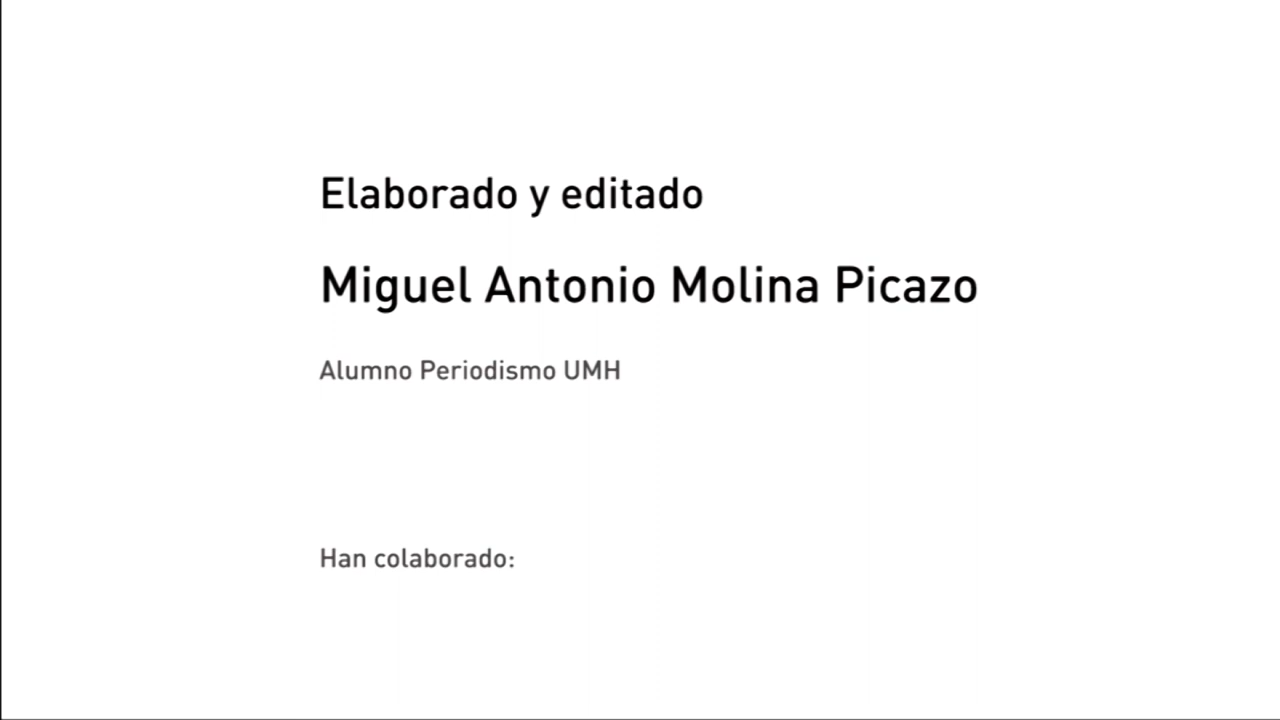 Elaborado y editado
Miguel Antonio Molina Picazo
Alumno Periodismo UMH
Han colaborado: